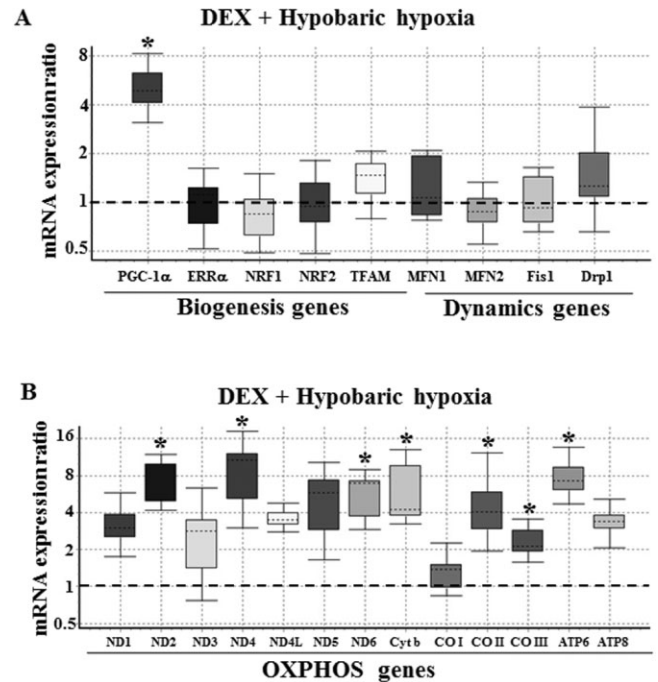 A
DEX + Hypobaric hypoxia
*
mRNA expression ratio
8
4
2
1
0.5
PGC-1α ERRα NRF1 NRF2 TFAM MFN1 MFN2 Fis1 Drp1
Biogenesis genes Dynamics genes
B
DEX + Hypobaric hypoxia
* * * * * * *
mRNA expression ratio
16
8
4
2
1
0.5
ND1 ND2 ND3 ND4 ND4L ND5 ND6 Cyt b CO I CO II CO III ATP6 ATP8
OXPHOS genes